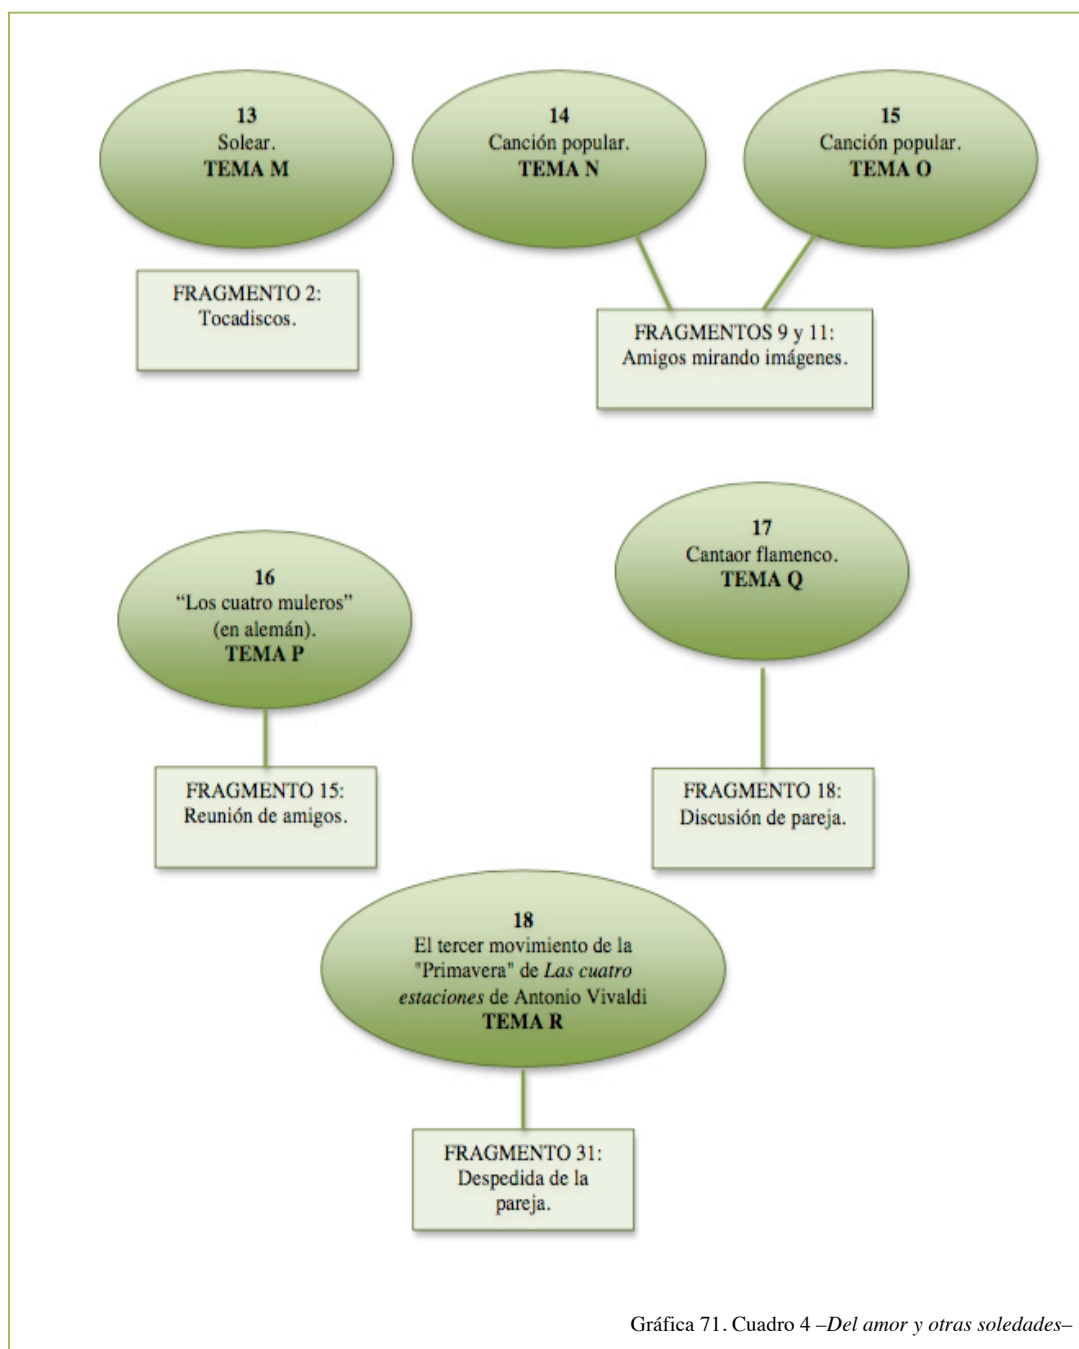 13
Solear.
TEMA M
14
Canción popular.
TEMA N
15
Canción popular.
TEMA O
FRAGMENTO 2:
Tocadiscos.
FRAGMENTOS 9 y 11:
Amigos mirando imágenes.
16
“Los cuatro muleros”
(en alemán).
TEMA P
17
Cantaor flamenco.
TEMA Q
FRAGMENTO 15:
Reunión de amigos.
FRAGMENTO 18:
Discusión de pareja.
18
El tercer movimiento de la
"Primavera" de Las cuatro
estaciones de Antonio Vivaldi
TEMA R
FRAGMENTO 31:
Despedida de la
pareja.
Gráfica 71. Cuadro 4 –Del amor y otras soledades–